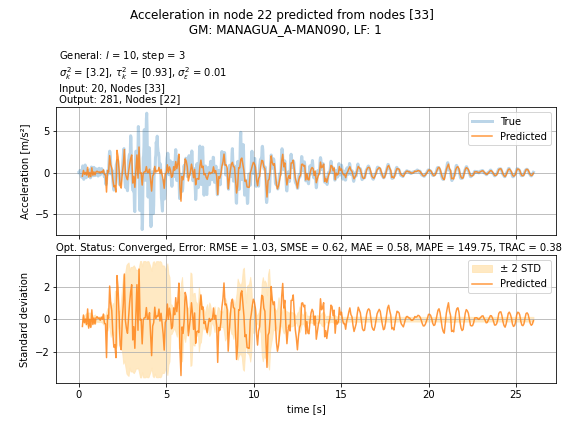 Acceleration in node 22 predicted from nodes [33]
GM: MANAGUA_A-MAN090, LF: 1
General: l = 10, step = 3
σ²ₖ = [3.2], τ²ₖ = [0.93], σ²ε = 0.01
Input: 20, Nodes [33]
Output: 281, Nodes [22]
Acceleration [m/s²]
5
0
−5
True
Predicted
Opt. Status: Converged, Error: RMSE = 1.03, SMSE = 0.62, MAE = 0.58, MAPE = 149.75, TRAC = 0.38
Standard deviation
2
0
−2
± 2 STD
Predicted
0 5 10 15 20 25
time [s]